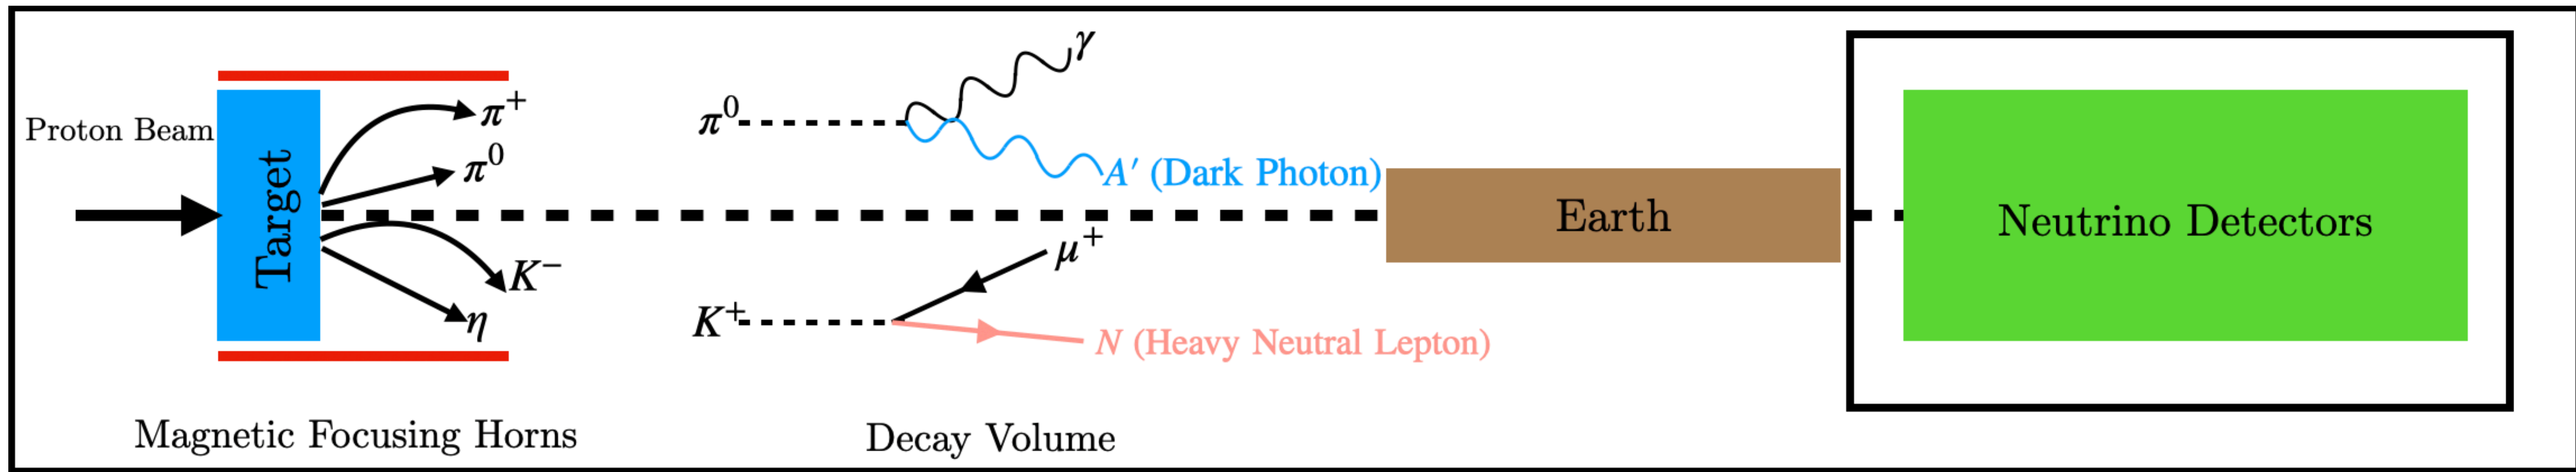 Proton Beam
Target
π⁺
π⁰
K⁻
η
Magnetic Focusing Horns
π⁰
γ
A′ (Dark Photon)
K⁺
μ⁺
N (Heavy Neutral Lepton)
Decay Volume
Earth
Neutrino Detectors